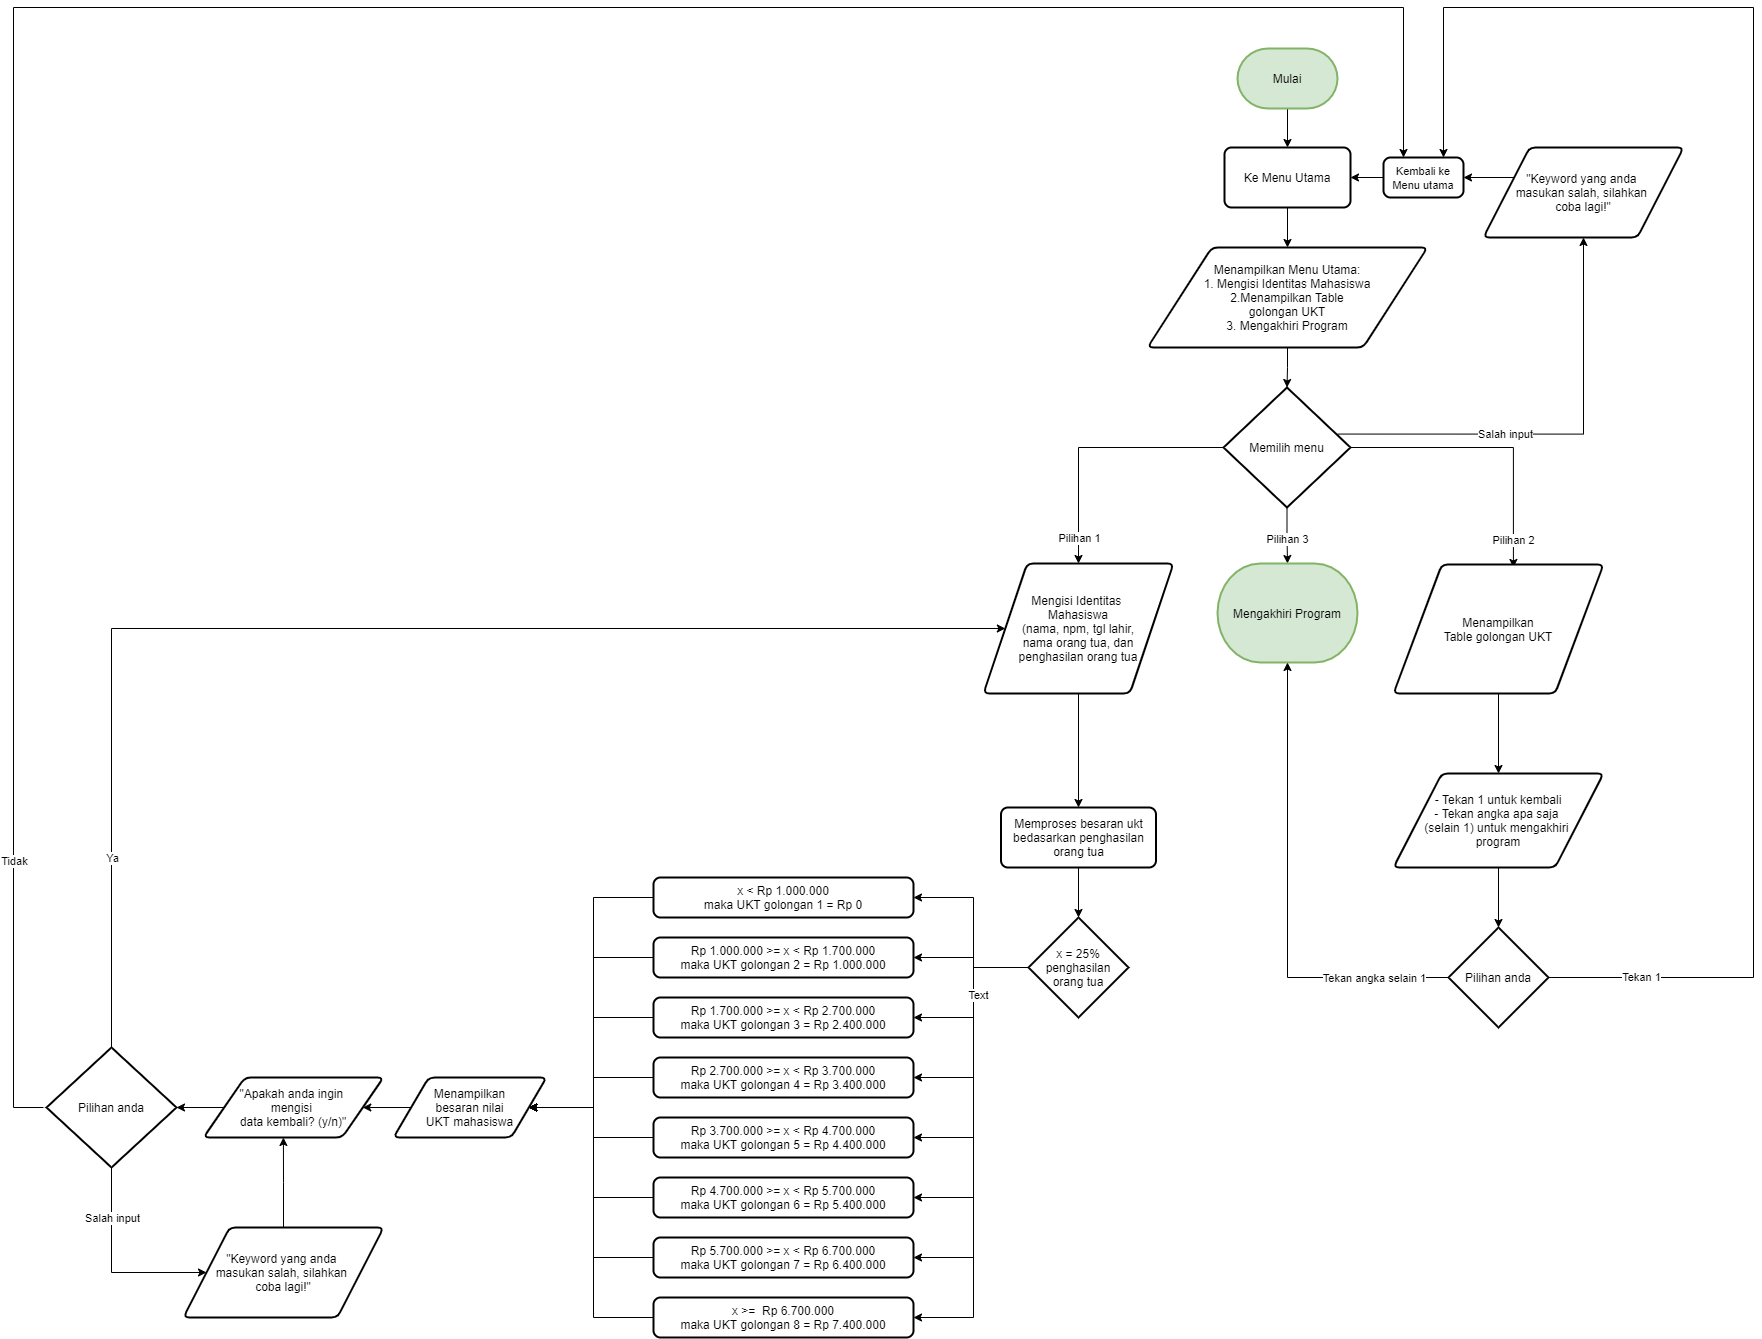 Mulai
Ke Menu Utama
Kembali ke
Menu utama
"Keyword yang anda
masukan salah, silahkan
coba lagi!"
Menampilkan Menu Utama:
1. Mengisi Identitas Mahasiswa
2.Menampilkan Table
golongan UKT
3. Mengakhiri Program
Memilih menu
Salah input
Pilihan 1
Pilihan 3
Pilihan 2
Mengisi Identitas
Mahasiswa
(nama, npm, tgl lahir,
nama orang tua, dan
penghasilan orang tua
Mengakhiri Program
Menampilkan
Table golongan UKT
Memproses besaran ukt
bedasarkan penghasilan
orang tua
- Tekan 1 untuk kembali
- Tekan angka apa saja
(selain 1) untuk mengakhiri
program
Tidak
Ya
x = 25%
penghasilan
orang tua
Text
Tekan angka selain 1
Pilihan anda
Tekan 1
x < Rp 1.000.000
maka UKT golongan 1 = Rp 0
Rp 1.000.000 >= x < Rp 1.700.000
maka UKT golongan 2 = Rp 1.000.000
Rp 1.700.000 >= x < Rp 2.700.000
maka UKT golongan 3 = Rp 2.400.000
Rp 2.700.000 >= x < Rp 3.700.000
maka UKT golongan 4 = Rp 3.400.000
Rp 3.700.000 >= x < Rp 4.700.000
maka UKT golongan 5 = Rp 4.400.000
Rp 4.700.000 >= x < Rp 5.700.000
maka UKT golongan 6 = Rp 5.400.000
Rp 5.700.000 >= x < Rp 6.700.000
maka UKT golongan 7 = Rp 6.400.000
x >= Rp 6.700.000
maka UKT golongan 8 = Rp 7.400.000
Menampilkan
besaran nilai
UKT mahasiswa
"Apakah anda ingin
mengisi
data kembali? (y/n)"
Pilihan anda
Salah input
"Keyword yang anda
masukan salah, silahkan
coba lagi!"